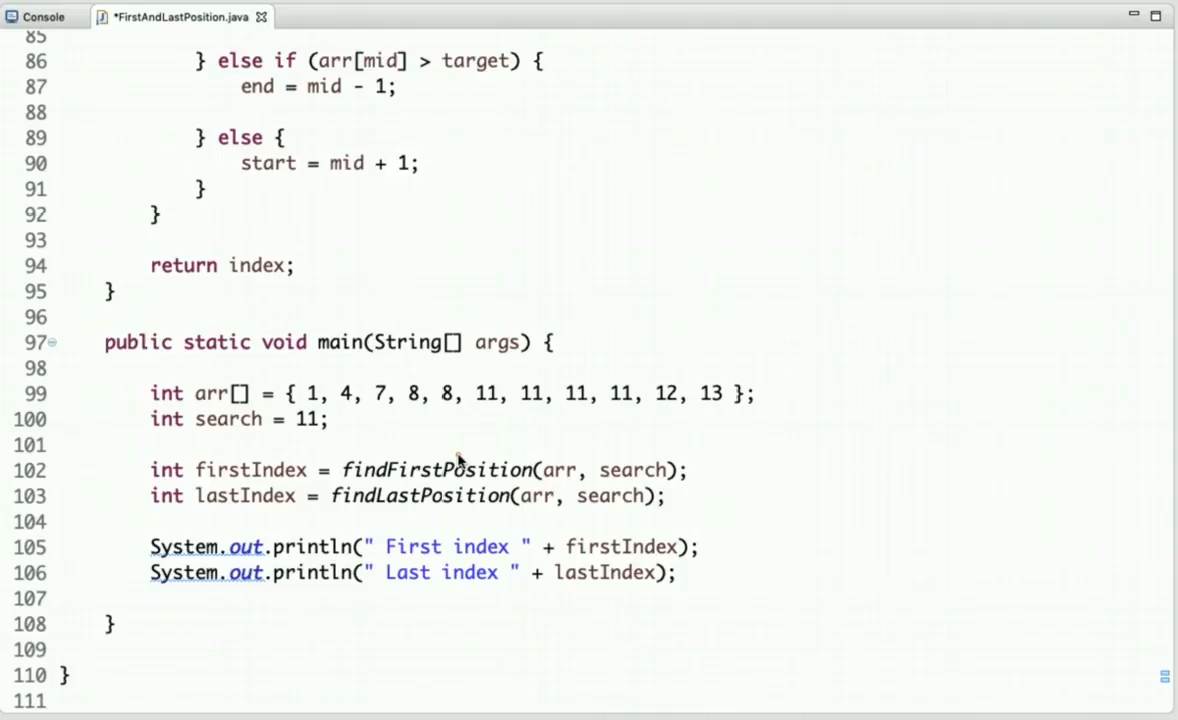 Console *FirstAndLastPosition.java
85
86 } else if (arr[mid] > target) {
87 end = mid - 1;
88
89 } else {
90 start = mid + 1;
91 }
92 }
93
94 return index;
95 }
96
97 public static void main(String[] args) {
98
99 int arr[] = { 1, 4, 7, 8, 8, 11, 11, 11, 11, 12, 13 };
100 int search = 11;
101
102 int firstIndex = findFirstPosition(arr, search);
103 int lastIndex = findLastPosition(arr, search);
104
105 System.out.println(" First index " + firstIndex);
106 System.out.println(" Last index " + lastIndex);
107
108 }
109
110 }
111